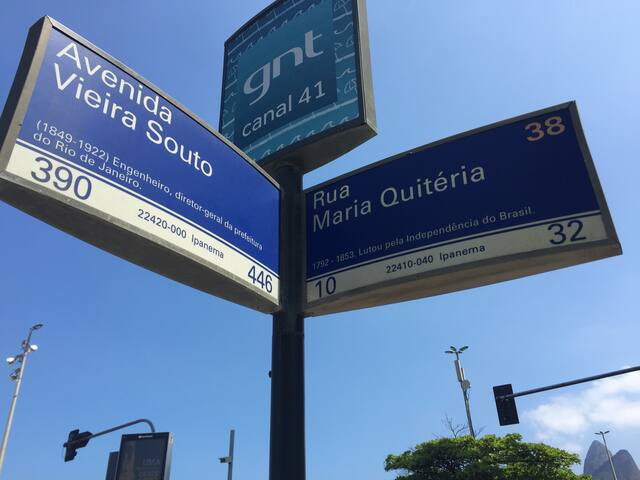 Avenida
Vieira Souto
(1849-1922) Engenheiro, diretor-geral da prefeitura
do Rio de Janeiro.
390
22420-000 Ipanema
446
gnt
canal 41
38
Rua
Maria Quitéria
1792 - 1853. Lutou pela Independência do Brasil.
10
22410-040 Ipanema
32